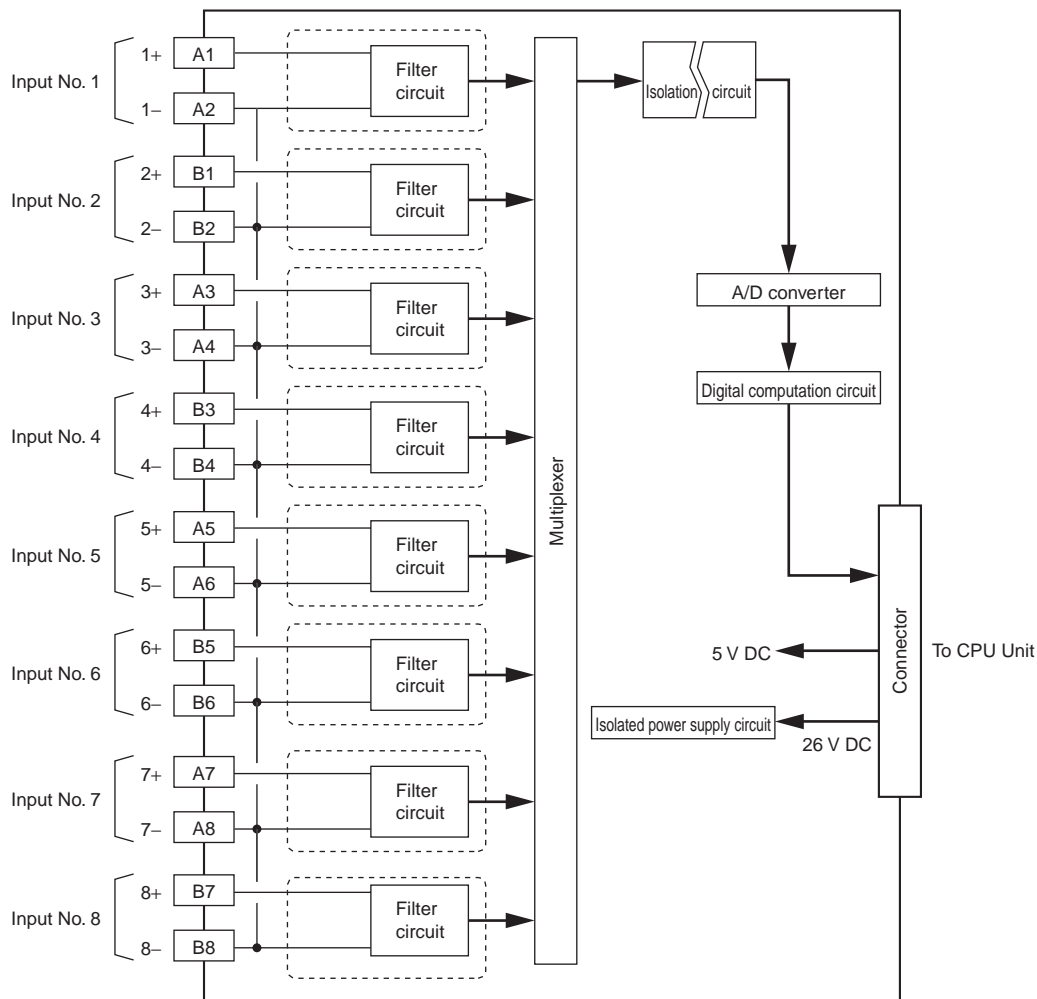 Input No. 1
1+
A1
1–
A2
Filter
circuit
Input No. 2
2+
B1
2–
B2
Filter
circuit
Input No. 3
3+
A3
3–
A4
Filter
circuit
Input No. 4
4+
B3
4–
B4
Filter
circuit
Input No. 5
5+
A5
5–
A6
Filter
circuit
Input No. 6
6+
B5
6–
B6
Filter
circuit
Input No. 7
7+
A7
7–
A8
Filter
circuit
Input No. 8
8+
B7
8–
B8
Filter
circuit
Multiplexer
Isolation circuit
A/D converter
Digital computation circuit
Connector
To CPU Unit
5 V DC
Isolated power supply circuit
26 V DC